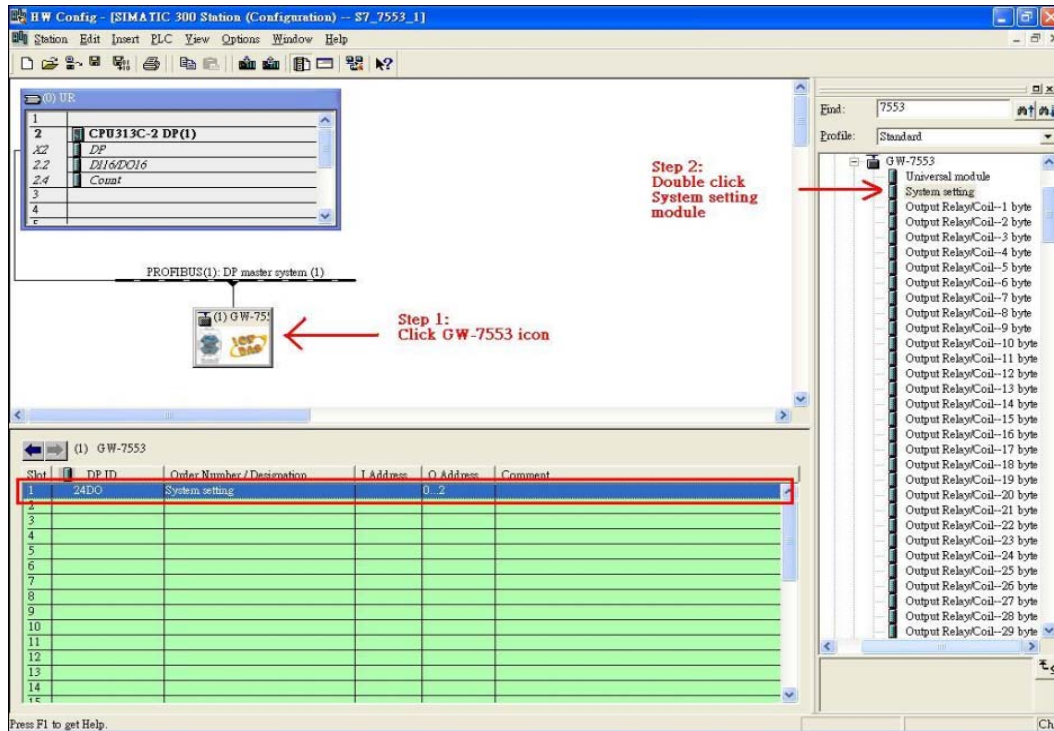 HW Config - [SIMATIC 300 Station (Configuration) -- S7_7553_1]
Station Edit Insert PLC View Options Window Help
(0) UR
1
2 CPU313C-2 DP(1)
X2 DP
2.2 DI16/DO16
2.4 Count
3
4
PROFIBUS(1): DP master system (1)
(1) GW-755
ICP
DAS
Step 1:
Click GW-7553 icon
Step 2:
Double click
System setting
module
Find: 7553
Profile: Standard
GW-7553
Universal module
System setting
Output Relay/Coil--1 byte
Output Relay/Coil--2 byte
Output Relay/Coil--3 byte
Output Relay/Coil--4 byte
Output Relay/Coil--5 byte
Output Relay/Coil--6 byte
Output Relay/Coil--7 byte
Output Relay/Coil--8 byte
Output Relay/Coil--9 byte
Output Relay/Coil--10 byte
Output Relay/Coil--11 byte
Output Relay/Coil--12 byte
Output Relay/Coil--13 byte
Output Relay/Coil--14 byte
Output Relay/Coil--15 byte
Output Relay/Coil--16 byte
Output Relay/Coil--17 byte
Output Relay/Coil--18 byte
Output Relay/Coil--19 byte
Output Relay/Coil--20 byte
Output Relay/Coil--21 byte
Output Relay/Coil--22 byte
Output Relay/Coil--23 byte
Output Relay/Coil--24 byte
Output Relay/Coil--25 byte
Output Relay/Coil--26 byte
Output Relay/Coil--27 byte
Output Relay/Coil--28 byte
Output Relay/Coil--29 byte
(1) GW-7553
Slot DP ID Order Number / Designation I Address Q Address Comment
1 24DO System setting 0...2
2
3
4
5
6
7
8
9
10
11
12
13
14
15
Press F1 to get Help.
Ch